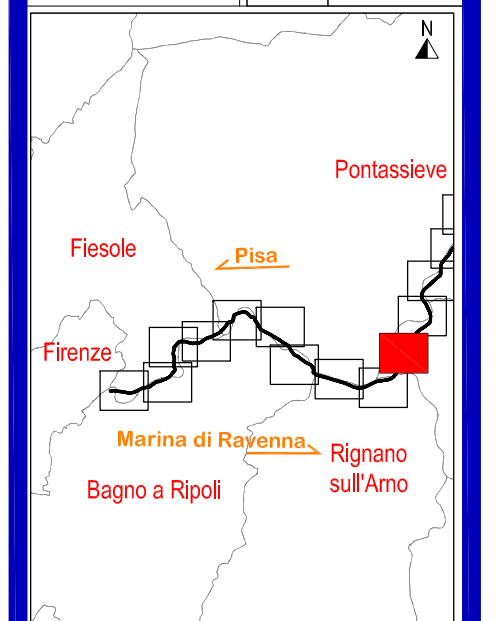 N
Pontassieve
Fiesole
Pisa
Firenze
Marina di Ravenna
Rignano
sull'Arno
Bagno a Ripoli